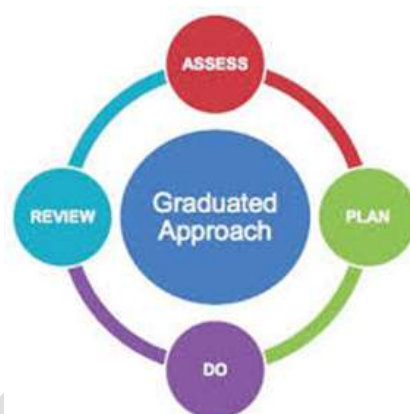 ASSESS
Graduated
Approach
REVIEW
PLAN
DO